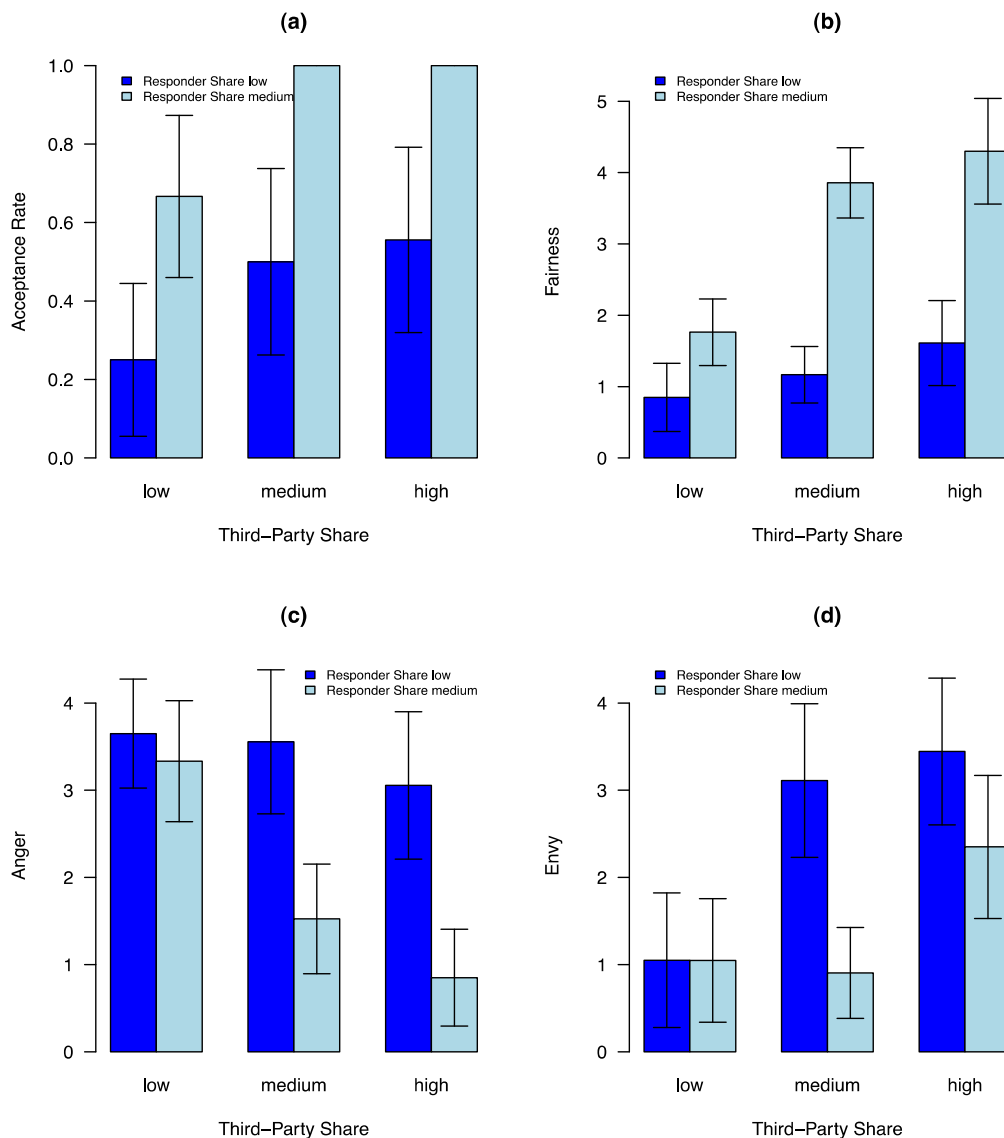 (a)
Responder Share low
Responder Share medium
Acceptance Rate
1.0
0.8
0.6
0.4
0.2
0.0
low medium high
Third−Party Share
(b)
Responder Share low
Responder Share medium
Fairness
5
4
3
2
1
0
low medium high
Third−Party Share
(c)
Responder Share low
Responder Share medium
Anger
4
3
2
1
0
low medium high
Third−Party Share
(d)
Responder Share low
Responder Share medium
Envy
4
3
2
1
0
low medium high
Third−Party Share